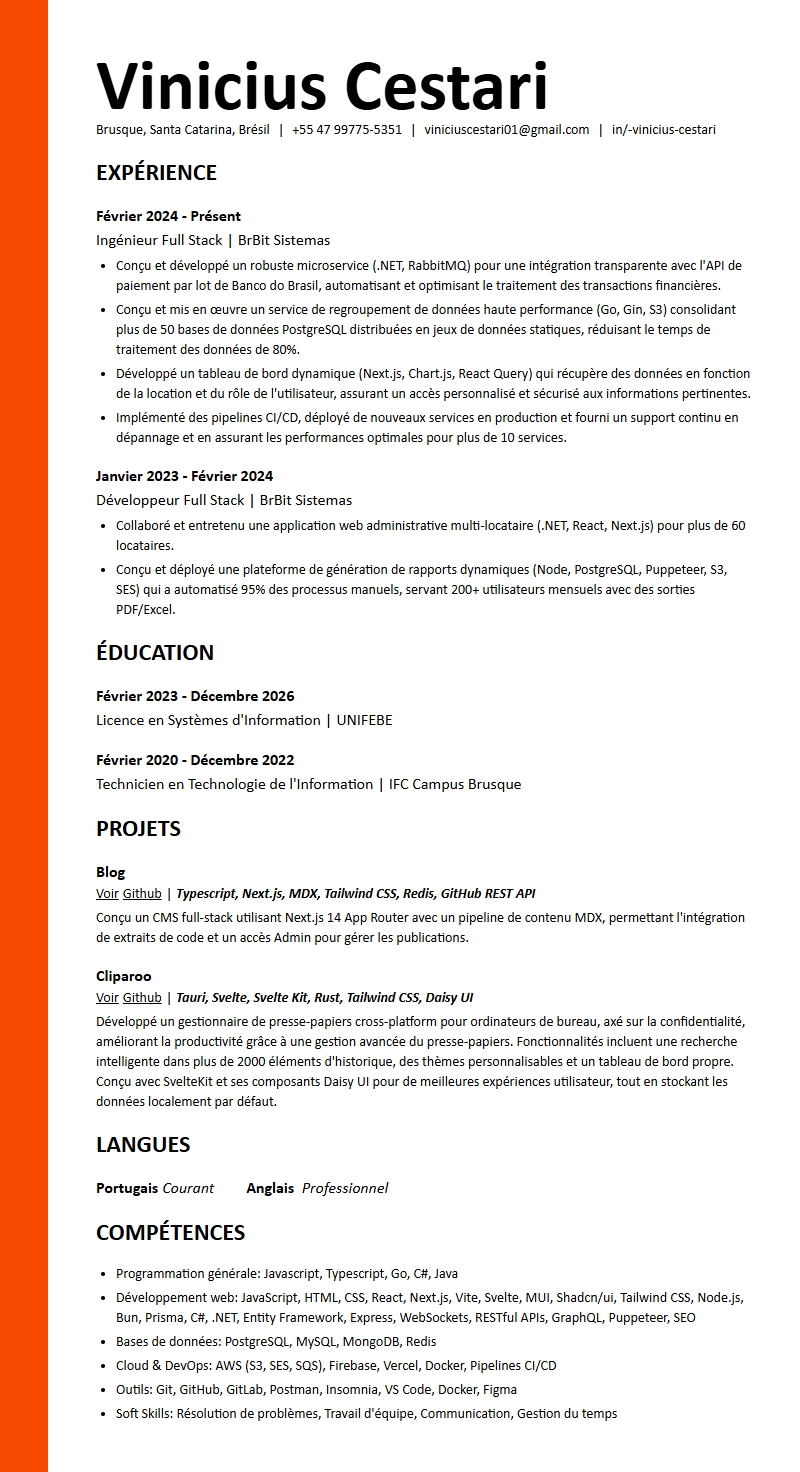 Vinicius Cestari
Brusque, Santa Catarina, Brésil | +55 47 99775-5351 | viniciuscestari01@gmail.com | in/-vinicius-cestari
EXPÉRIENCE
Février 2024 - Présent
Ingénieur Full Stack | BrBit Sistemas
• Conçu et développé un robuste microservice (.NET, RabbitMQ) pour une intégration transparente avec l'API de
paiement par lot de Banco do Brasil, automatisant et optimisant le traitement des transactions financières.
• Conçu et mis en œuvre un service de regroupement de données haute performance (Go, Gin, S3) consolidant
plus de 50 bases de données PostgreSQL distribuées en jeux de données statiques, réduisant le temps de
traitement des données de 80%.
• Développé un tableau de bord dynamique (Next.js, Chart.js, React Query) qui récupère des données en fonction
de la location et du rôle de l'utilisateur, assurant un accès personnalisé et sécurisé aux informations pertinentes.
• Implémenté des pipelines CI/CD, déployé de nouveaux services en production et fourni un support continu en
dépannage et en assurant les performances optimales pour plus de 10 services.
Janvier 2023 - Février 2024
Développeur Full Stack | BrBit Sistemas
• Collaboré et entretenu une application web administrative multi-locataire (.NET, React, Next.js) pour plus de 60
locataires.
• Conçu et déployé une plateforme de génération de rapports dynamiques (Node, PostgreSQL, Puppeteer, S3,
SES) qui a automatisé 95% des processus manuels, servant 200+ utilisateurs mensuels avec des sorties
PDF/Excel.
ÉDUCATION
Février 2023 - Décembre 2026
Licence en Systèmes d'Information | UNIFEBE
Février 2020 - Décembre 2022
Technicien en Technologie de l'Information | IFC Campus Brusque
PROJETS
Blog
Voir Github | Typescript, Next.js, MDX, Tailwind CSS, Redis, GitHub REST API
Conçu un CMS full-stack utilisant Next.js 14 App Router avec un pipeline de contenu MDX, permettant l'intégration
de extraits de code et un accès Admin pour gérer les publications.
Cliparoo
Voir Github | Tauri, Svelte, Svelte Kit, Rust, Tailwind CSS, Daisy UI
Développé un gestionnaire de presse-papiers cross-platform pour ordinateurs de bureau, axé sur la confidentialité,
améliorant la productivité grâce à une gestion avancée du presse-papiers. Fonctionnalités incluent une recherche
intelligente dans plus de 2000 éléments d'historique, des thèmes personnalisables et un tableau de bord propre.
Conçu avec SvelteKit et ses composants Daisy UI pour de meilleures expériences utilisateur, tout en stockant les
données localement par défaut.
LANGUES
Portugais Courant Anglais Professionnel
COMPÉTENCES
• Programmation générale: Javascript, Typescript, Go, C#, Java
• Développement web: JavaScript, HTML, CSS, React, Next.js, Vite, Svelte, MUI, Shadcn/ui, Tailwind CSS, Node.js,
Bun, Prisma, C#, .NET, Entity Framework, Express, WebSockets, RESTful APIs, GraphQL, Puppeteer, SEO
• Bases de données: PostgreSQL, MySQL, MongoDB, Redis
• Cloud & DevOps: AWS (S3, SES, SQS), Firebase, Vercel, Docker, Pipelines CI/CD
• Outils: Git, GitHub, GitLab, Postman, Insomnia, VS Code, Docker, Figma
• Soft Skills: Résolution de problèmes, Travail d'équipe, Communication, Gestion du temps